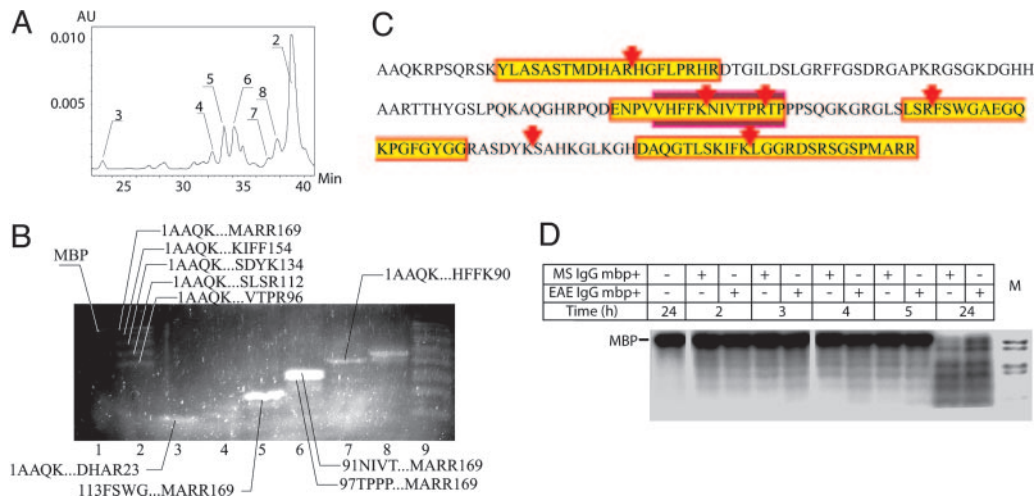 A
AU
0.010
0.005
2
3
4
5
6
7
8
25
30
35
40
Min
B
MBP
1AAQK...MARR169
1AAQK...KIFF154
1AAQK...SDYK134
1AAQK...SLSR112
1AAQK...VTPR96
1AAQK...HFFK90
1 2 3 4 5 6 7 8 9
1AAQK...DHAR23
113FSWG...MARR169
91NIVT...MARR169
97TPPP...MARR169
C
AAQKRPSQRSKYLASASTMDHARHGFLPRHRDTGILDSLGRFFGSDRGAPKRGSGKDGHH
AARTTHYGSLPQKAQGHRPQDENPVVHFFKNIVTPRTPPPSQGKGRGLSLSRFSWGAEGQ
KPGFGYGGRASDYKSAHKGLKGHDAQGTLSKIFKLGGRDSRSGSPMARR
D
MS IgG mbp+ - + - + - + - + - + -
EAE IgG mbp+ - - + - + - + - + - +
Time (h) 24 2 3 4 5 24
M
MBP